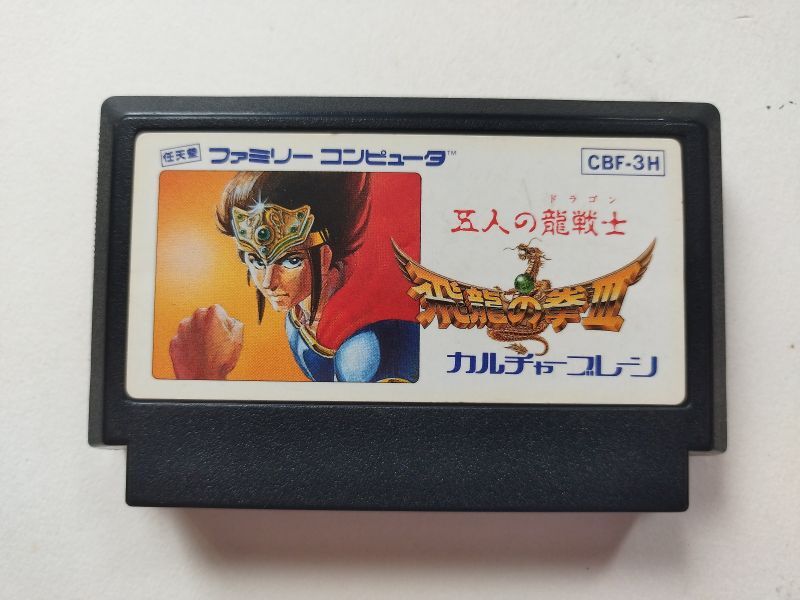 任天堂 ファミリー コンピュータ™
CBF-3H
ドラゴン
五人の龍戦士
飛龍の拳III
カルチャーブレーン